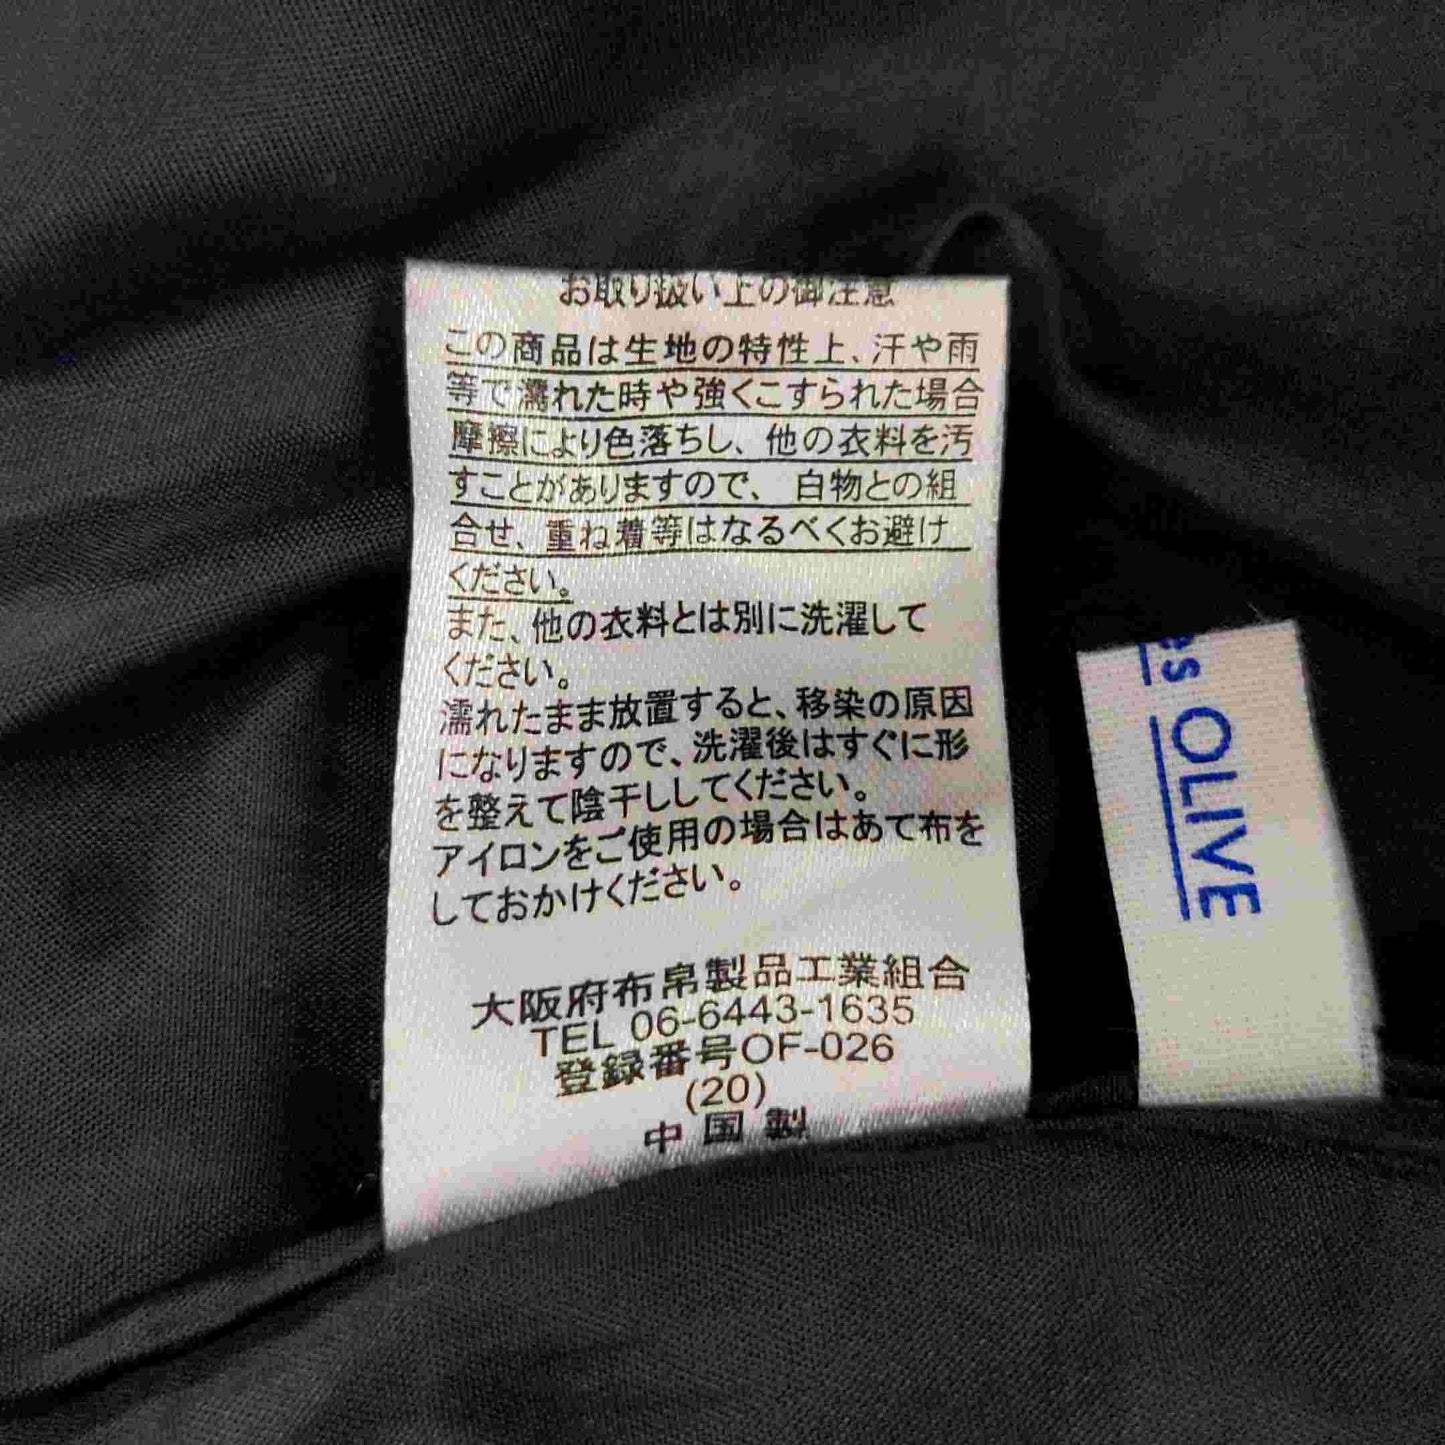 お取り扱い上の御注意
この商品は生地の特性上、汗や雨
等で濡れた時や強くこすられた場合
摩擦により色落ちし、他の衣料を汚
すことがありますので、白物との組
合せ、重ね着等はなるべくお避け
ください。
また、他の衣料とは別に洗濯して
ください。
濡れたまま放置すると、移染の原因
になりますので、洗濯後はすぐに形
を整えて陰干ししてください。
アイロンをご使用の場合はあて布を
しておかけください。
大阪府布帛製品工業組合
TEL 06-6443-1635
登録番号OF-026
(20)
中国製
es OLIVE